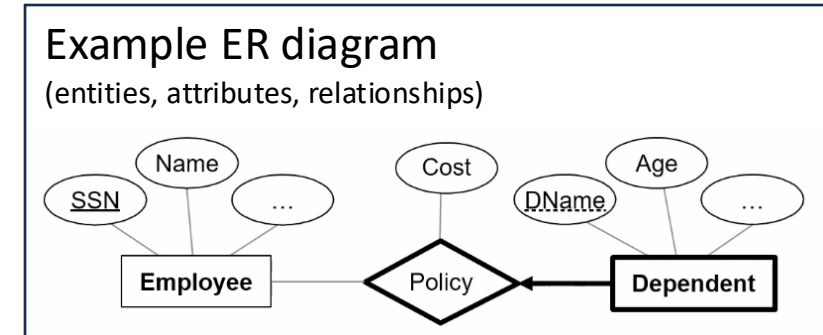 Example ER diagram
(entities, attributes, relationships)
Name
Cost
Age
SSN
...
DName
...
Employee
Policy
Dependent